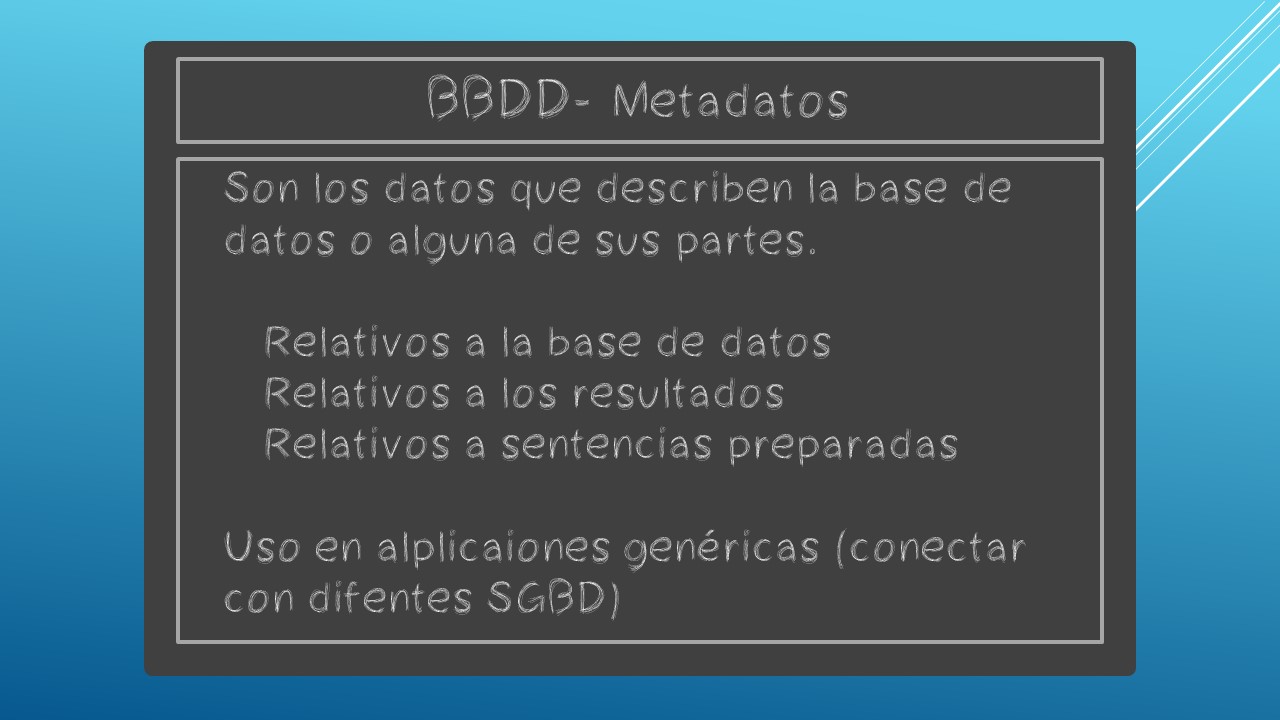 BBDD- Metadatos
Son los datos que describen la base de
datos o alguna de sus partes.
Relativos a la base de datos
Relativos a los resultados
Relativos a sentencias preparadas
Uso en alplicaiones genéricas (conectar
con difentes SGBD)